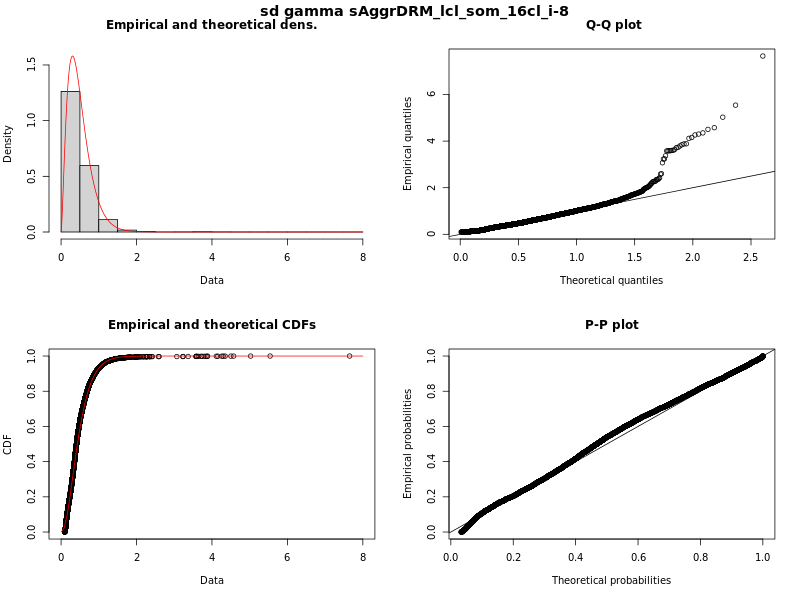 sd gamma sAggrDRM_lcl_som_16cl_i-8
Empirical and theoretical dens.
Density
0.0 0.5 1.0 1.5
0 2 4 6 8
Data
Q-Q plot
Empirical quantiles
0 2 4 6
0.0 0.5 1.0 1.5 2.0 2.5
Theoretical quantiles
Empirical and theoretical CDFs
CDF
0.0 0.2 0.4 0.6 0.8 1.0
0 2 4 6 8
Data
P-P plot
Empirical probabilities
0.0 0.2 0.4 0.6 0.8 1.0
0.0 0.2 0.4 0.6 0.8 1.0
Theoretical probabilities